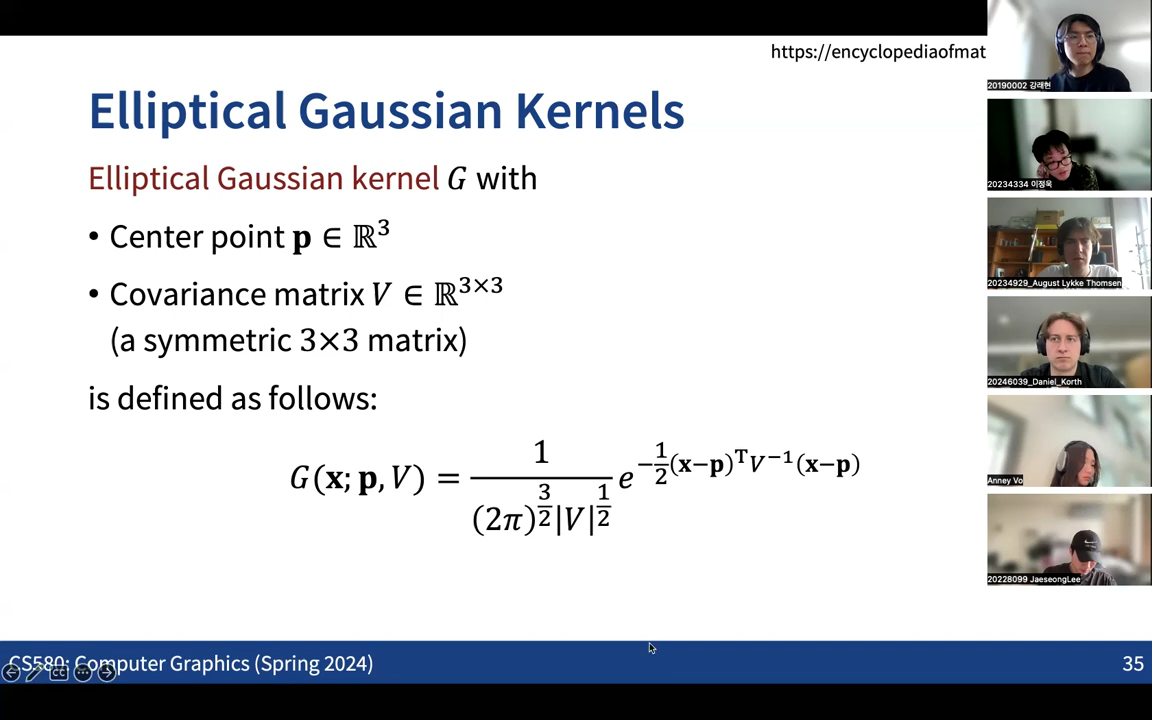 https://encyclopediaofmat
Elliptical Gaussian Kernels
Elliptical Gaussian kernel G with
• Center point p ∈ ℝ³
• Covariance matrix V ∈ ℝ³ˣ³
(a symmetric 3×3 matrix)
is defined as follows:
G(x; p, V) = 1 / ((2π)^(3/2) |V|^(1/2)) e^(−1/2 (x−p)^T V^(−1) (x−p))
CS580: Computer Graphics (Spring 2024)
35
20190002 강래현
20234334 이정욱
20234929_August Lykke Thomsen
20246039_Daniel_Korth
Anney Vo
20228099 JaeseongLee